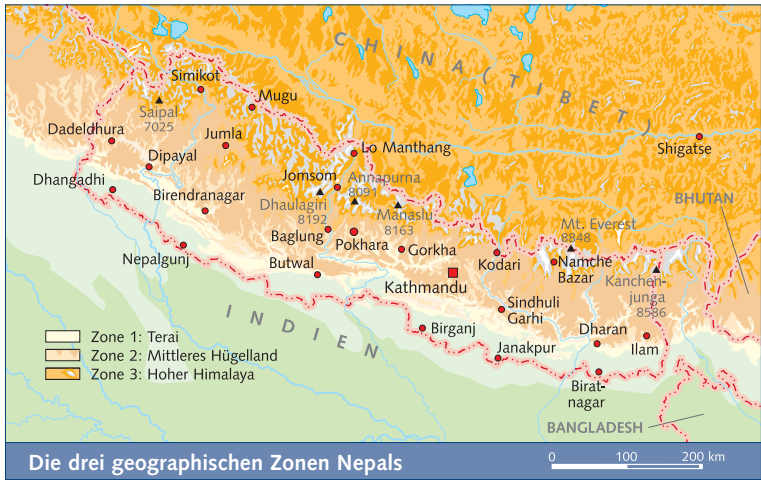 CHINA (TIBET)
Simikot
Mugu
Saipal
7025
Dadeldhura
Jumla
Lo Manthang
Shigatse
Dipayal
Dhangadhi
Jomsom
Annapurna
8091
Birendranagar
Dhaulagiri
8192
Manaslu
8163
BHUTAN
Mt. Everest
8848
Baglung
Pokhara
Gorkha
Nepalgunj
Kodari
Namche
Bazar
Butwal
Kathmandu
Kanchen-
junga
8586
INDIEN
Sindhuli
Garhi
Birganj
Dharan
Ilam
Janakpur
Birat-
nagar
BANGLADESH
Zone 1: Terai
Zone 2: Mittleres Hügelland
Zone 3: Hoher Himalaya
Die drei geographischen Zonen Nepals
0 100 200 km